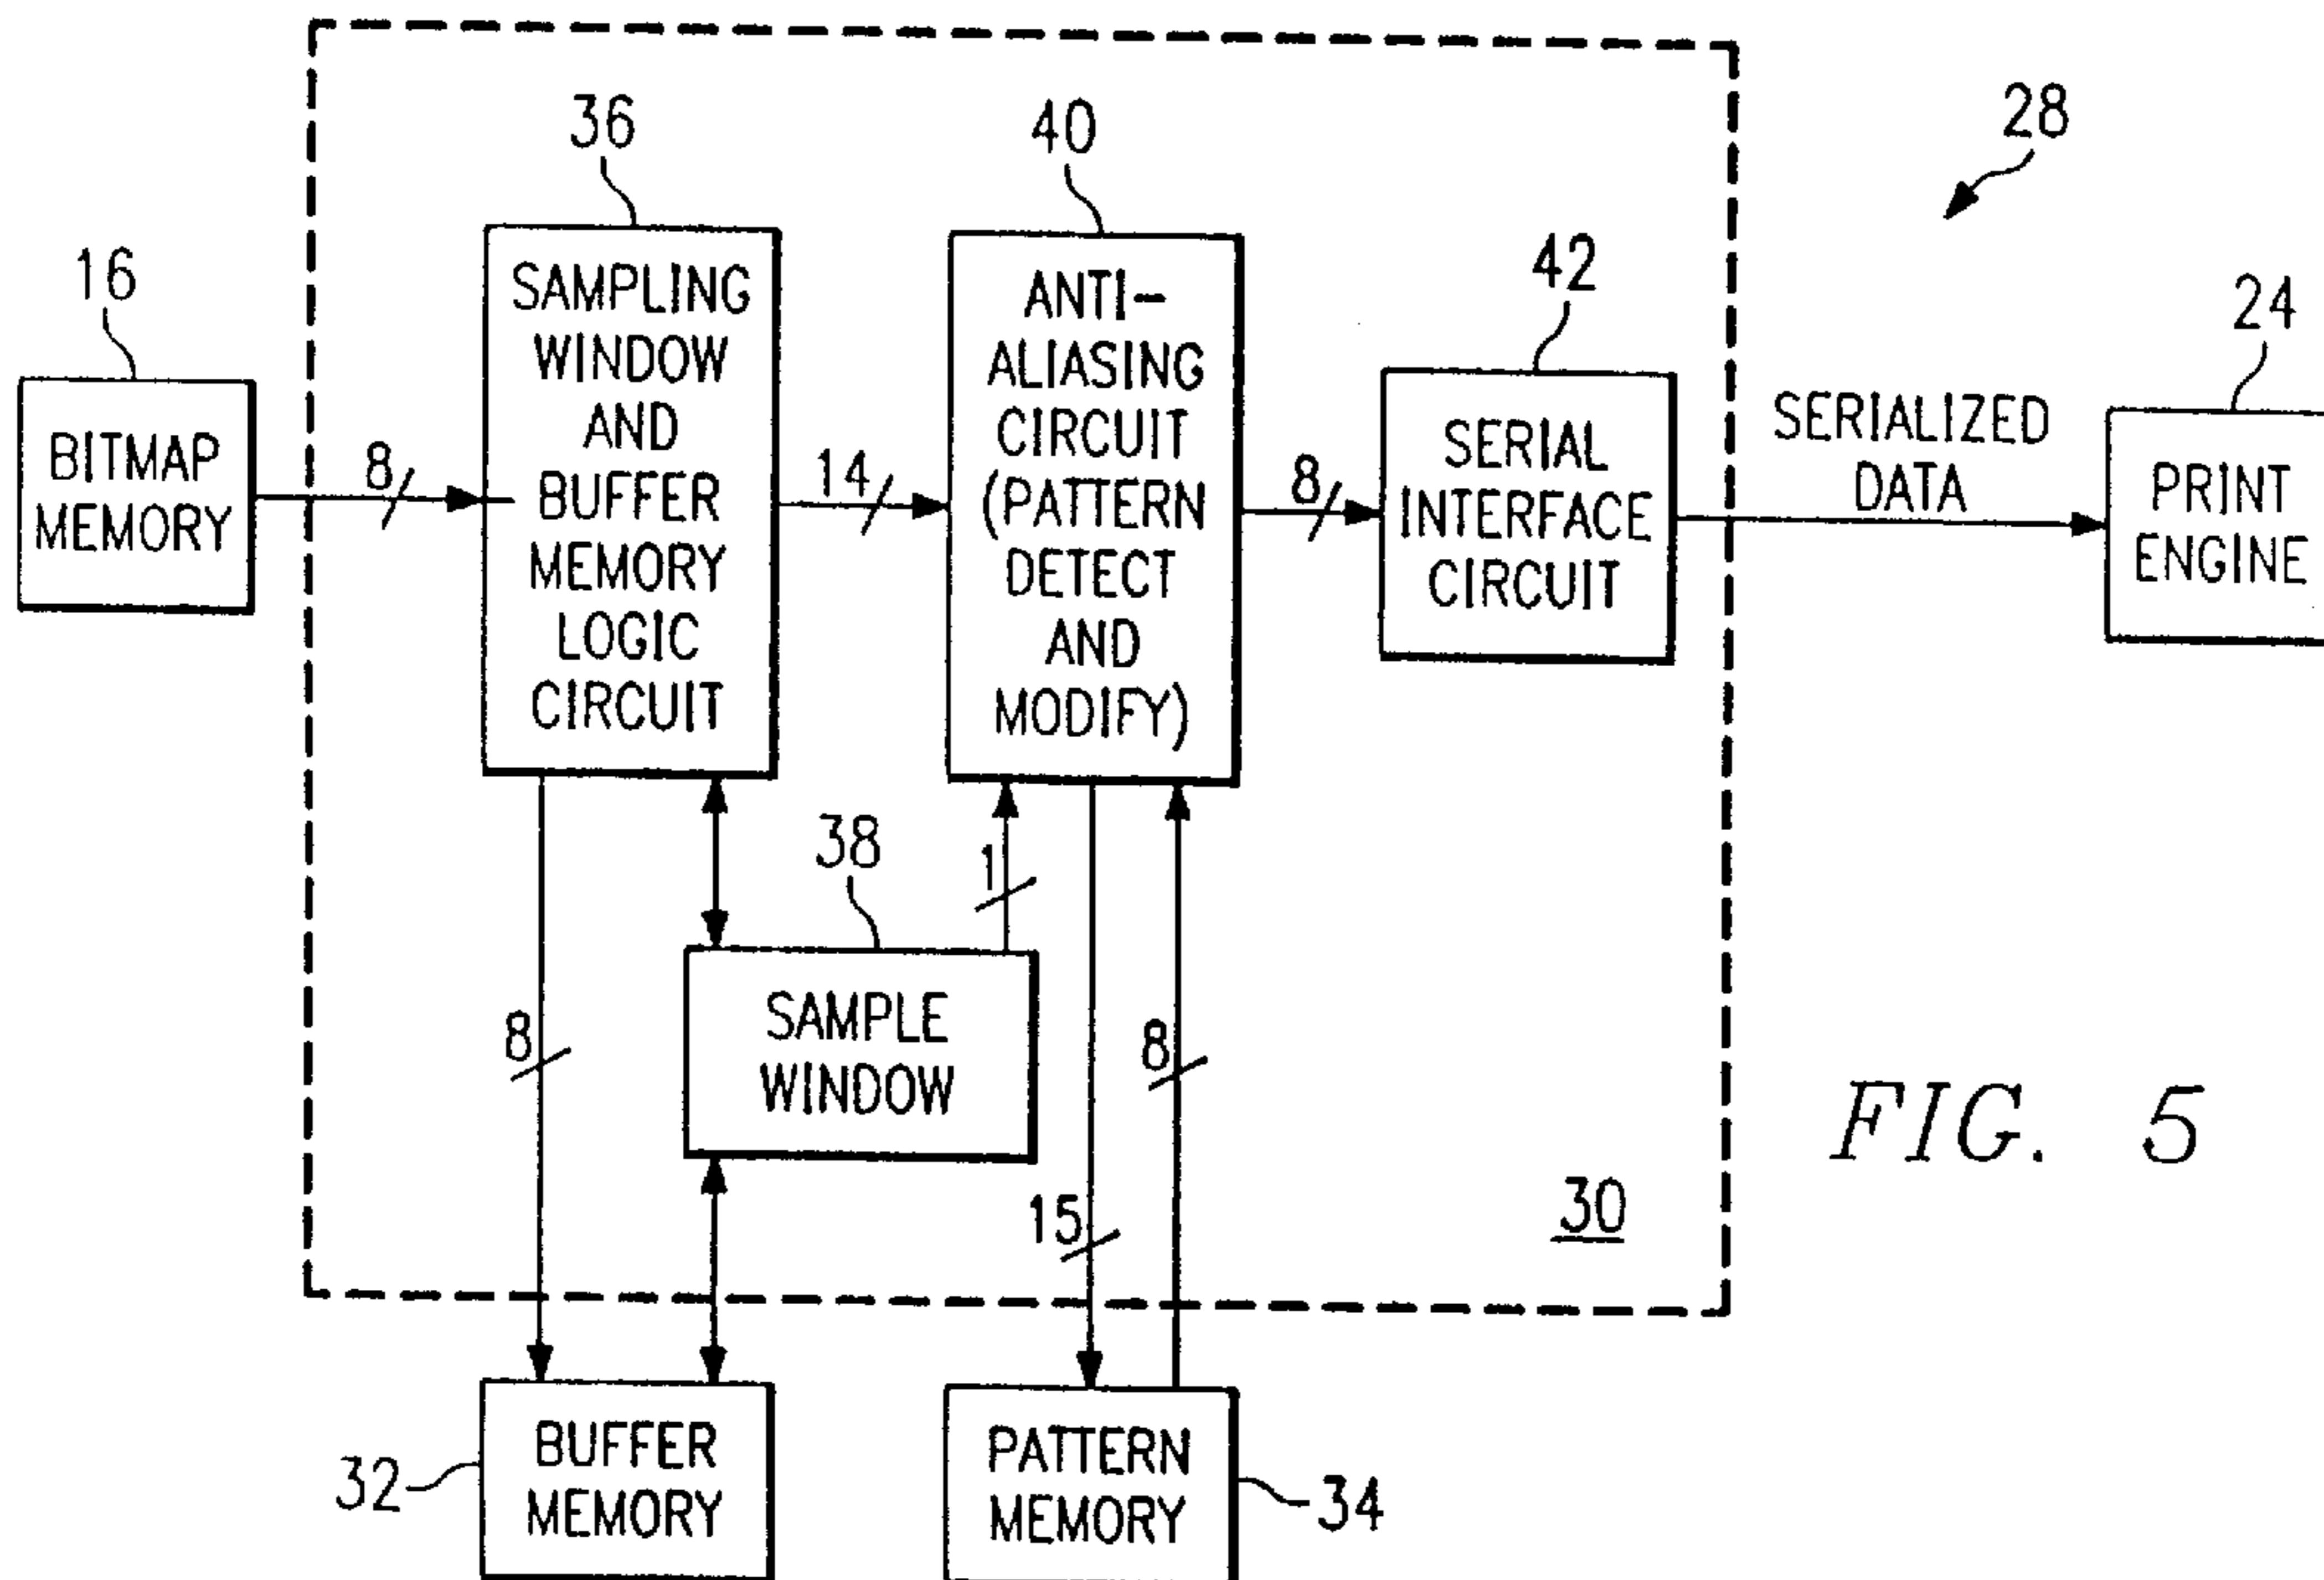 28
36
40
16
42
24
SAMPLING
WINDOW
AND
BUFFER
MEMORY
LOGIC
CIRCUIT
ANTI-
ALIASING
CIRCUIT
(PATTERN
DETECT
AND
MODIFY)
BITMAP
MEMORY
8
14
8
SERIAL
INTERFACE
CIRCUIT
SERIALIZED
DATA
PRINT
ENGINE
38
1
SAMPLE
WINDOW
8
8
15
30
FIG. 5
BUFFER
MEMORY
32
PATTERN
MEMORY
34